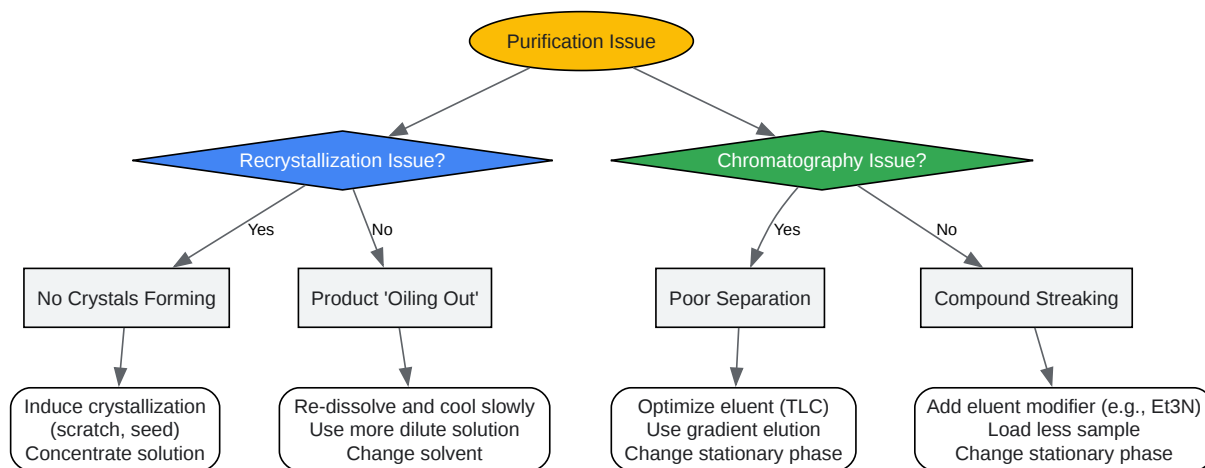 Purification Issue
Recrystallization Issue?
Chromatography Issue?
Yes
No
Yes
No
No Crystals Forming
Product 'Oiling Out'
Poor Separation
Compound Streaking
Induce crystallization
(scratch, seed)
Concentrate solution
Re-dissolve and cool slowly
Use more dilute solution
Change solvent
Optimize eluent (TLC)
Use gradient elution
Change stationary phase
Add eluent modifier (e.g., Et3N)
Load less sample
Change stationary phase